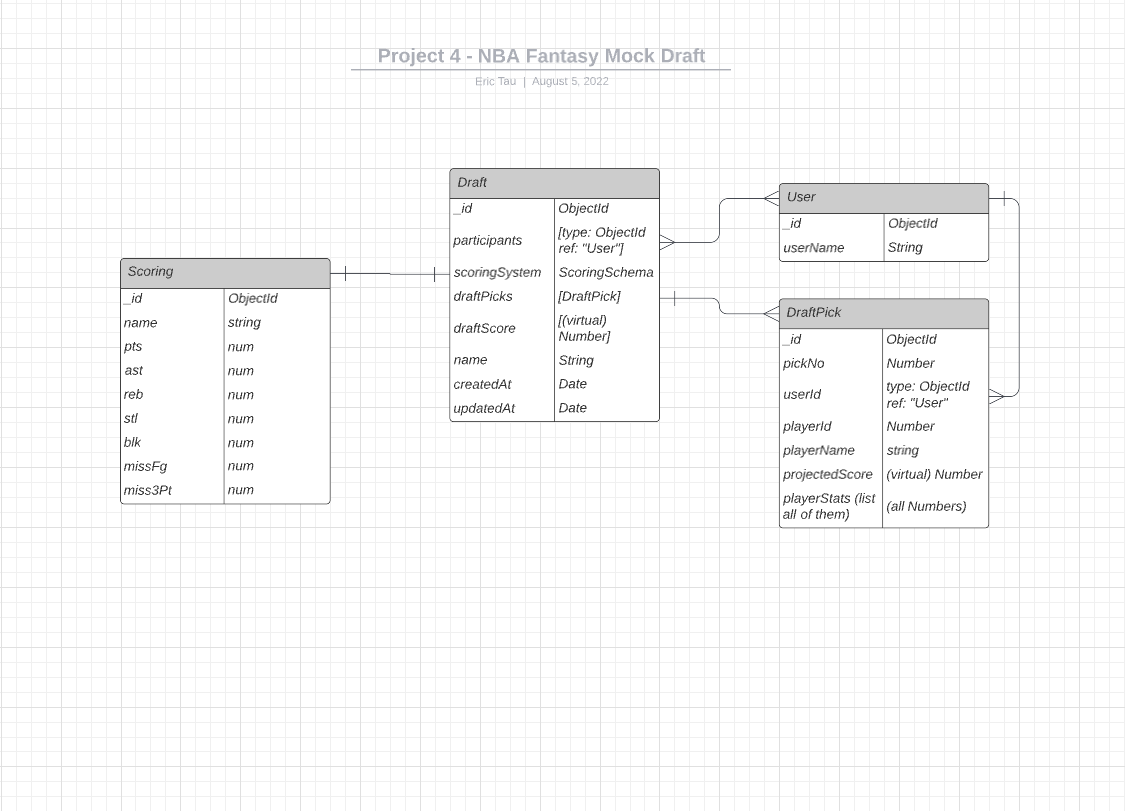 Project 4 - NBA Fantasy Mock Draft
Eric Tau | August 5, 2022
Scoring
_id ObjectId
name string
pts num
ast num
reb num
stl num
blk num
missFg num
miss3Pt num
Draft
_id ObjectId
participants [type: ObjectId
ref: "User"]
scoringSystem ScoringSchema
draftPicks [DraftPick]
draftScore [(virtual)
Number]
name String
createdAt Date
updatedAt Date
User
_id ObjectId
userName String
DraftPick
_id ObjectId
pickNo Number
userId type: ObjectId
ref: "User"
playerId Number
playerName string
projectedScore (virtual) Number
playerStats (list
all of them) (all Numbers)